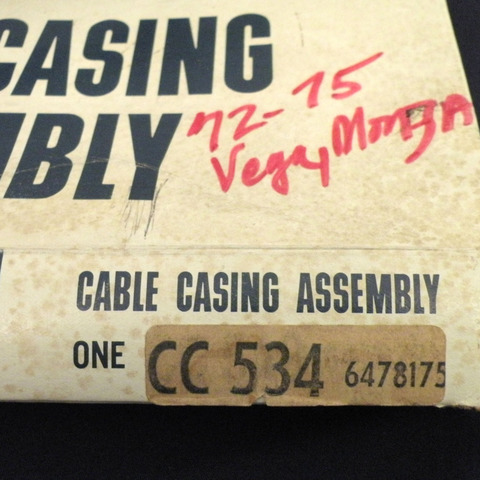 CASING
MBLY
72-75
Vega, Monza
CABLE CASING ASSEMBLY
ONE CC 534 6478175